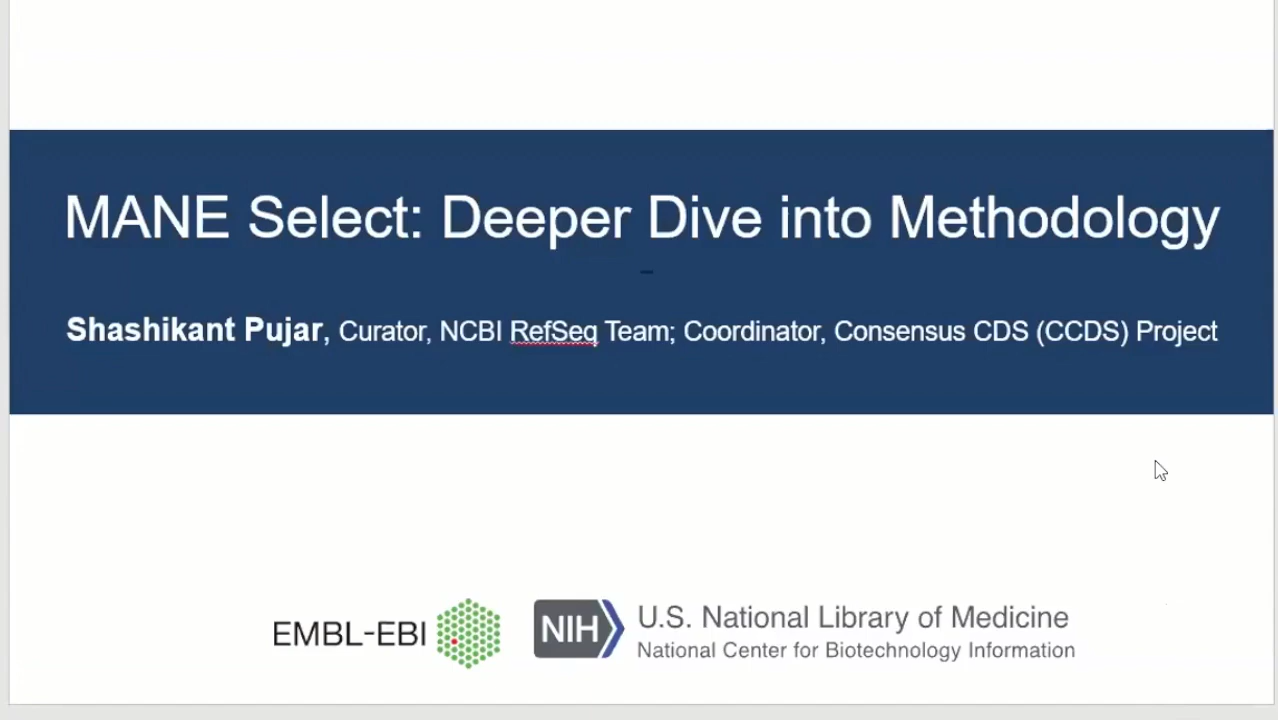 MANE Select: Deeper Dive into Methodology
Shashikant Pujar, Curator, NCBI RefSeq Team; Coordinator, Consensus CDS (CCDS) Project
EMBL-EBI
NIH
U.S. National Library of Medicine
National Center for Biotechnology Information